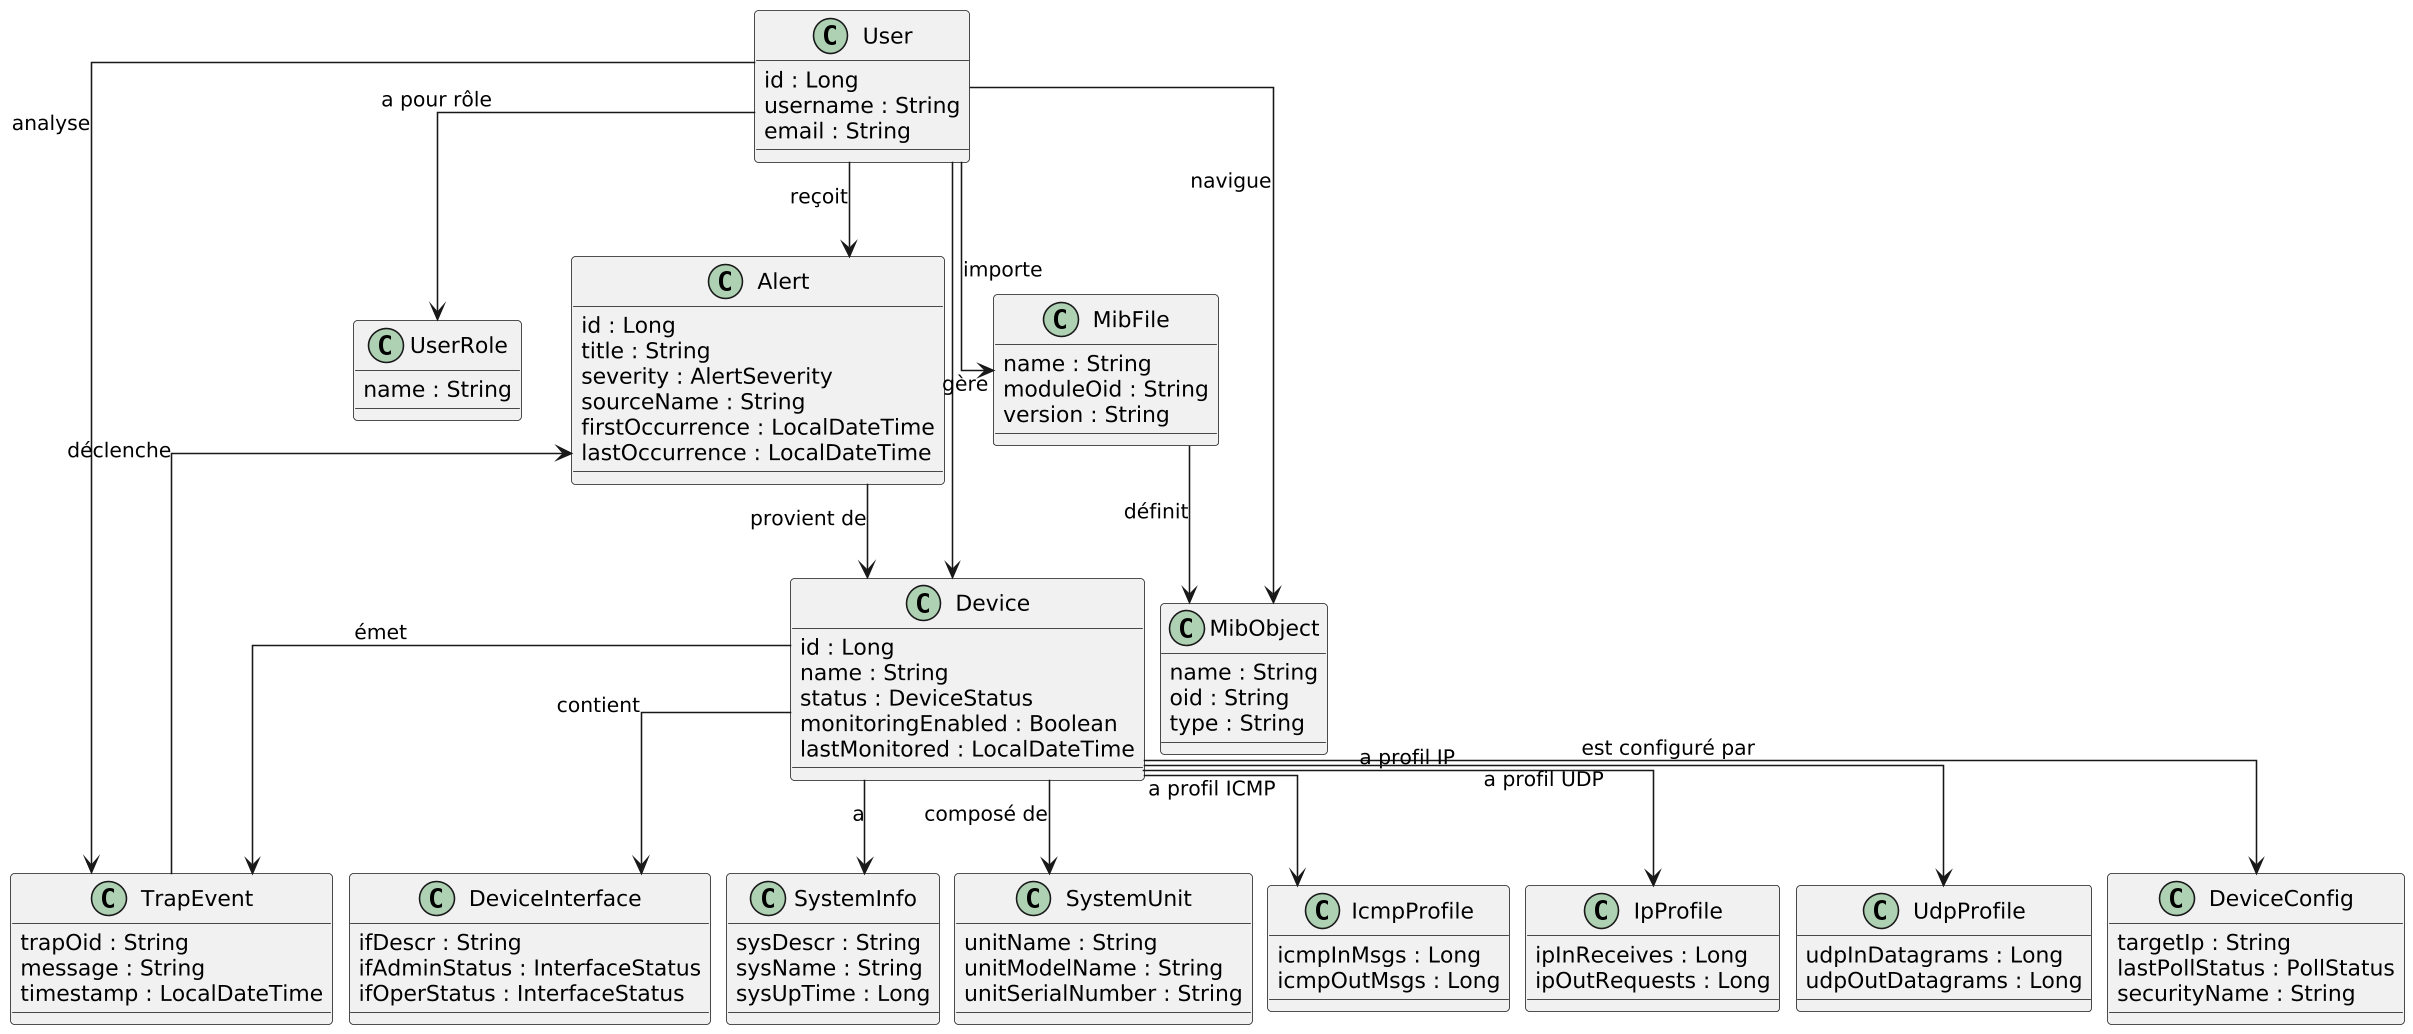 C User
id : Long
username : String
email : String
analyse
a pour rôle
reçoit
navigue
importe
gère
C Alert
id : Long
title : String
severity : AlertSeverity
sourceName : String
firstOccurrence : LocalDateTime
lastOccurrence : LocalDateTime
C MibFile
name : String
moduleOid : String
version : String
C UserRole
name : String
déclenche
provient de
définit
C Device
id : Long
name : String
status : DeviceStatus
monitoringEnabled : Boolean
lastMonitored : LocalDateTime
C MibObject
name : String
oid : String
type : String
émet
contient
a
composé de
a profil ICMP
a profil IP
a profil UDP
est configuré par
C TrapEvent
trapOid : String
message : String
timestamp : LocalDateTime
C DeviceInterface
ifDescr : String
ifAdminStatus : InterfaceStatus
ifOperStatus : InterfaceStatus
C SystemInfo
sysDescr : String
sysName : String
sysUpTime : Long
C SystemUnit
unitName : String
unitModelName : String
unitSerialNumber : String
C IcmpProfile
icmpInMsgs : Long
icmpOutMsgs : Long
C IpProfile
ipInReceives : Long
ipOutRequests : Long
C UdpProfile
udpInDatagrams : Long
udpOutDatagrams : Long
C DeviceConfig
targetIp : String
lastPollStatus : PollStatus
securityName : String